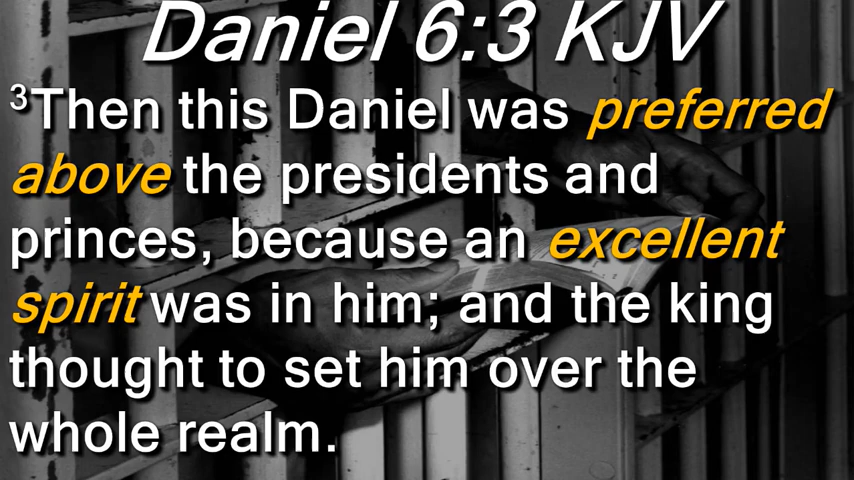 Daniel 6:3 KJV
3Then this Daniel was preferred
above the presidents and
princes, because an excellent
spirit was in him; and the king
thought to set him over the
whole realm.